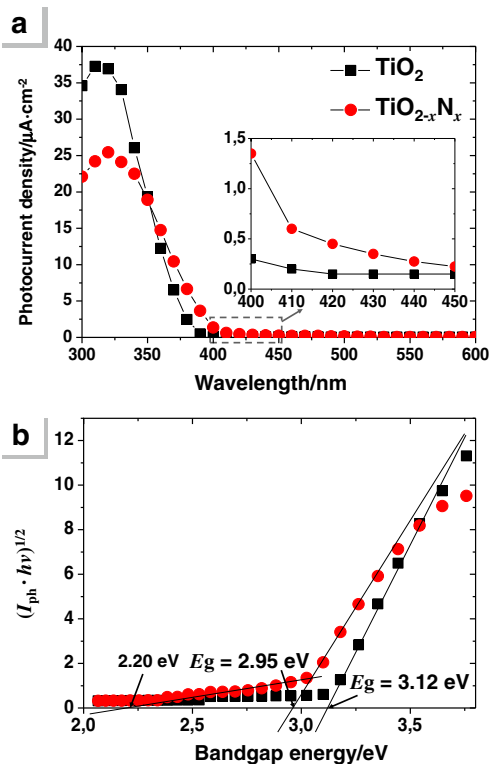 a
40
35
30
25
20
15
10
5
0
Photocurrent density/µA·cm-2
TiO2
TiO2-xNx
1.5
1.0
0.5
0.0
400 410 420 430 440 450
300 350 400 450 500 550 600
Wavelength/nm
b
12
10
8
6
4
2
0
(Iph · hν)1/2
2.20 eV
Eg = 2.95 eV
Eg = 3.12 eV
2,0 2,5 3,0 3,5
Bandgap energy/eV